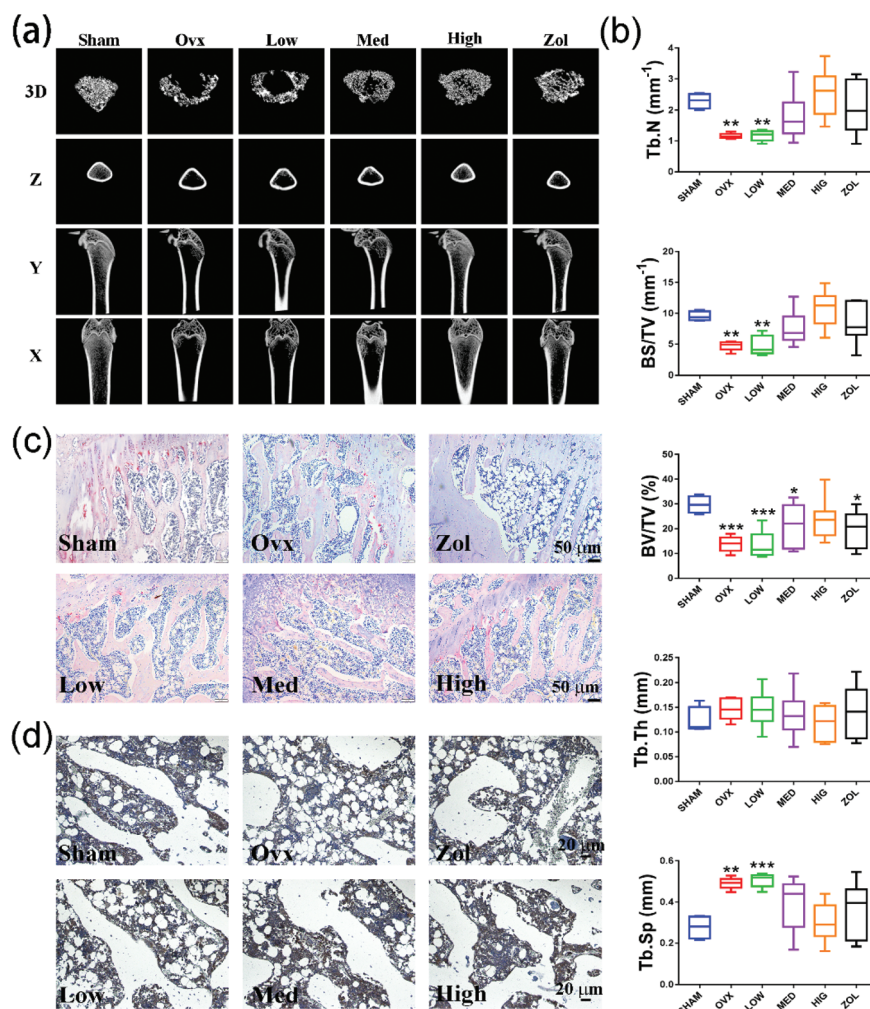 (a)
Sham Ovx Low Med High Zol
3D
Z
Y
X
(b)
Tb.N (mm-1)
4
3
2
1
0
** **
SHAM OVX LOW MED HIG ZOL
BS/TV (mm-1)
20
15
10
5
0
** **
SHAM OVX LOW MED HIG ZOL
BV/TV (%)
50
40
30
20
10
0
*** *** * *
SHAM OVX LOW MED HIG ZOL
Tb.Th (mm)
0.25
0.20
0.15
0.10
0.05
0.00
SHAM OVX LOW MED HIG ZOL
Tb.Sp (mm)
0.6
0.4
0.2
0.0
** ***
SHAM OVX LOW MED HIG ZOL
(c)
Sham Ovx Zol 50 μm
Low Med High 50 μm
(d)
Sham Ovx Zol 20 μm
Low Med High 20 μm